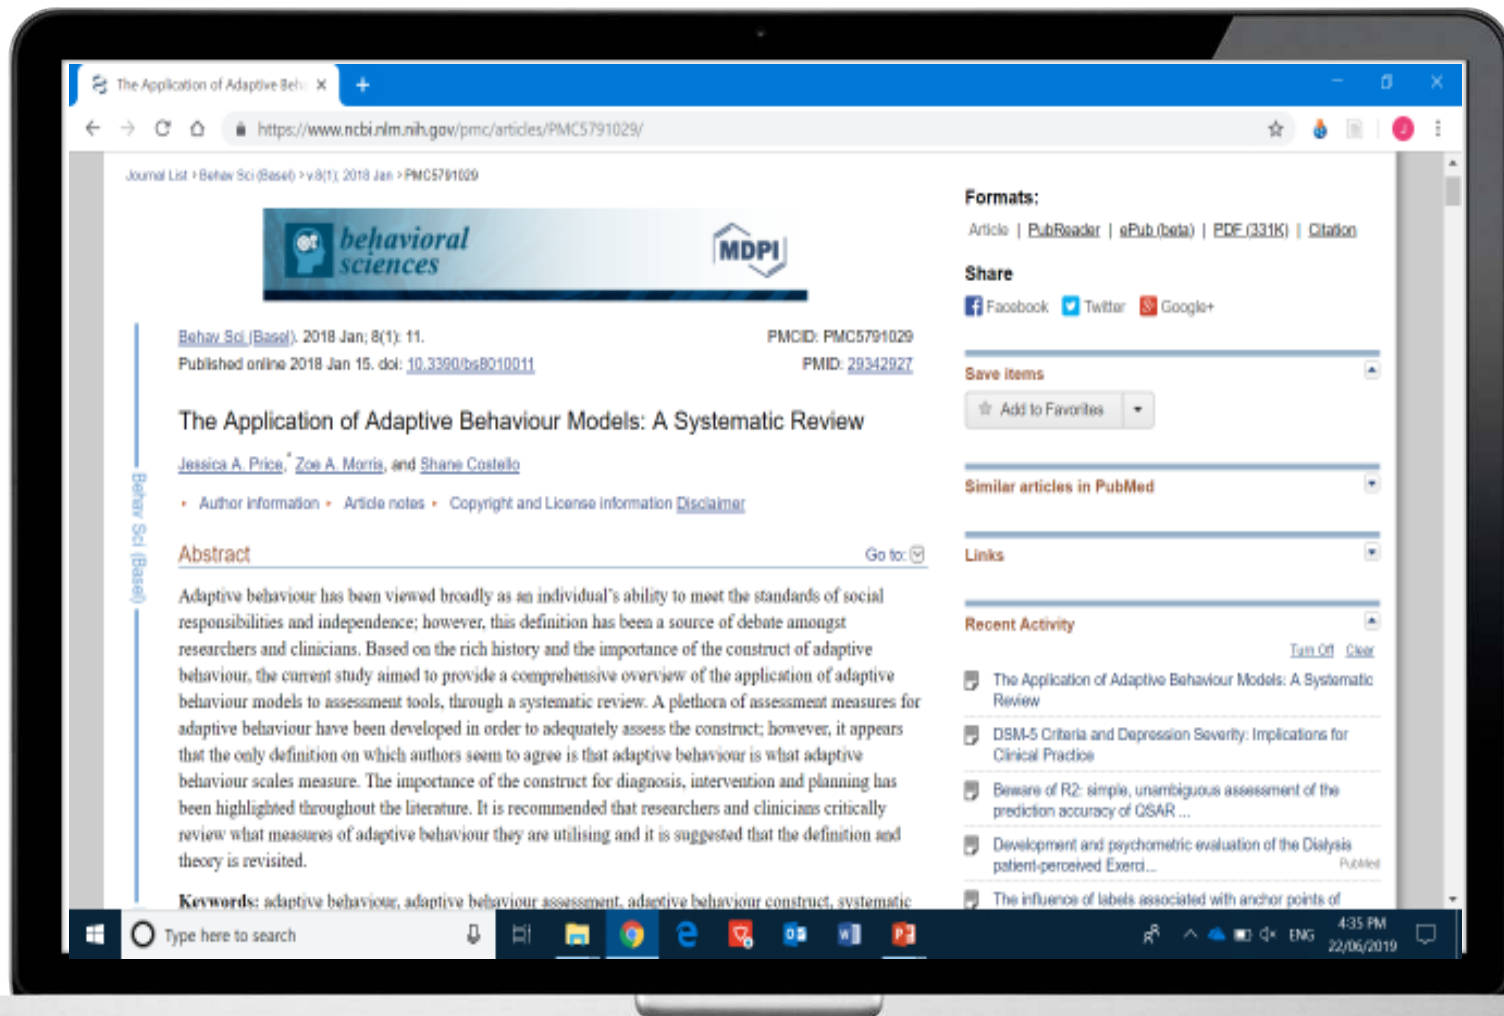 The Application of Adaptive Beh
https://www.ncbi.nlm.nih.gov/pmc/articles/PMC5791029/
Journal List > Behav Sci (Basel) > v.8(1); 2018 Jan > PMC5791029
behavioral
sciences
MDPI
Behav Sci (Basel). 2018 Jan; 8(1): 11.
PMCID: PMC5791029
Published online 2018 Jan 15. doi: 10.3390/bs8010011
PMID: 29342927
The Application of Adaptive Behaviour Models: A Systematic Review
Jessica A. Price,* Zoe A. Morris, and Shane Costello
Author information Article notes Copyright and License information Disclaimer
Behav Sci (Basel)
Abstract
Go to:
Adaptive behaviour has been viewed broadly as an individual's ability to meet the standards of social
responsibilities and independence; however, this definition has been a source of debate amongst
researchers and clinicians. Based on the rich history and the importance of the construct of adaptive
behaviour, the current study aimed to provide a comprehensive overview of the application of adaptive
behaviour models to assessment tools, through a systematic review. A plethora of assessment measures for
adaptive behaviour have been developed in order to adequately assess the construct; however, it appears
that the only definition on which authors seem to agree is that adaptive behaviour is what adaptive
behaviour scales measure. The importance of the construct for diagnosis, intervention and planning has
been highlighted throughout the literature. It is recommended that researchers and clinicians critically
review what measures of adaptive behaviour they are utilising and it is suggested that the definition and
theory is revisited.
Keywords: adaptive behaviour, adaptive behaviour assessment, adaptive behaviour construct, systematic
Formats:
Article | PubReader | ePub (beta) | PDF (331K) | Citation
Share
Facebook Twitter Google+
Save items
Add to Favorites
Similar articles in PubMed
Links
Recent Activity
Turn Off Clear
The Application of Adaptive Behaviour Models: A Systematic
Review
DSM-5 Criteria and Depression Severity: Implications for
Clinical Practice
Beware of R2: simple, unambiguous assessment of the
prediction accuracy of QSAR ...
Development and psychometric evaluation of the Dialysis
patient-perceived Exerci...
PubMed
The influence of labels associated with anchor points of
Type here to search
ENG
4:35 PM
22/06/2019